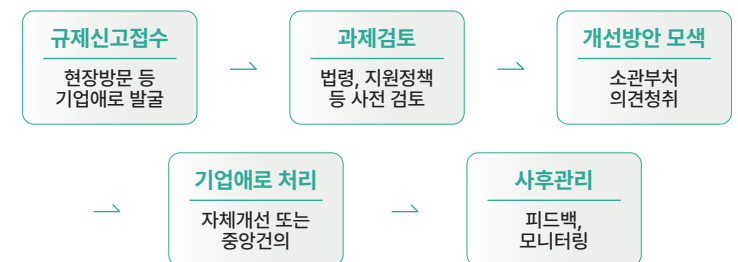 규제신고접수
현장방문 등
기업애로 발굴
과제검토
법령, 지원정책
등 사전 검토
개선방안 모색
소관부처
의견청취
기업애로 처리
자체개선 또는
중앙건의
사후관리
피드백,
모니터링